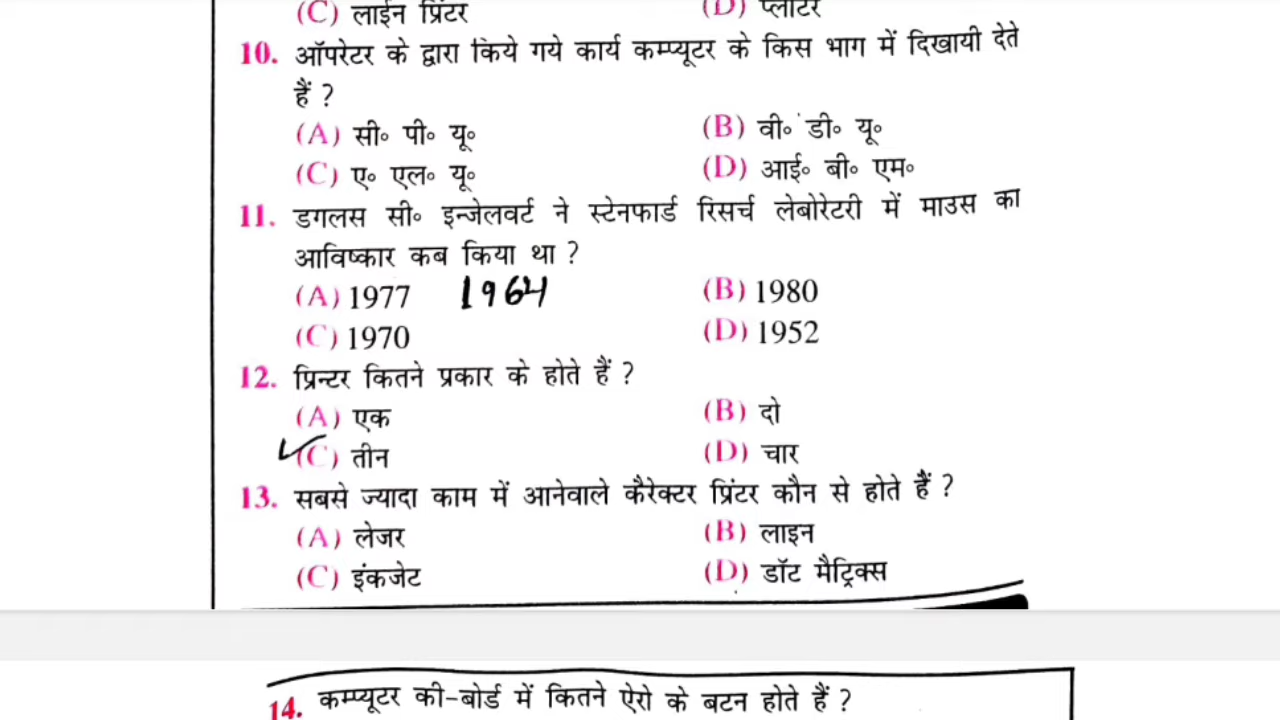 (C) लाईन प्रिंटर (D) प्लॉटर
10. ऑपरेटर के द्वारा किये गये कार्य कम्प्यूटर के किस भाग में दिखायी देते
हैं ?
(A) सी॰ पी॰ यू॰ (B) वी॰ डी॰ यू॰
(C) ए॰ एल॰ यू॰ (D) आई॰ बी॰ एम॰
11. डगलस सी॰ इन्जेलवर्ट ने स्टेनफार्ड रिसर्च लेबोरेटरी में माउस का
आविष्कार कब किया था ?
(A) 1977 1964 (B) 1980
(C) 1970 (D) 1952
12. प्रिन्टर कितने प्रकार के होते हैं ?
(A) एक (B) दो
(C) तीन (D) चार
13. सबसे ज्यादा काम में आनेवाले कैरेक्टर प्रिंटर कौन से होते हैं ?
(A) लेजर (B) लाइन
(C) इंकजेट (D) डॉट मैट्रिक्स
14. कम्प्यूटर की-बोर्ड में कितने ऐरो के बटन होते हैं ?